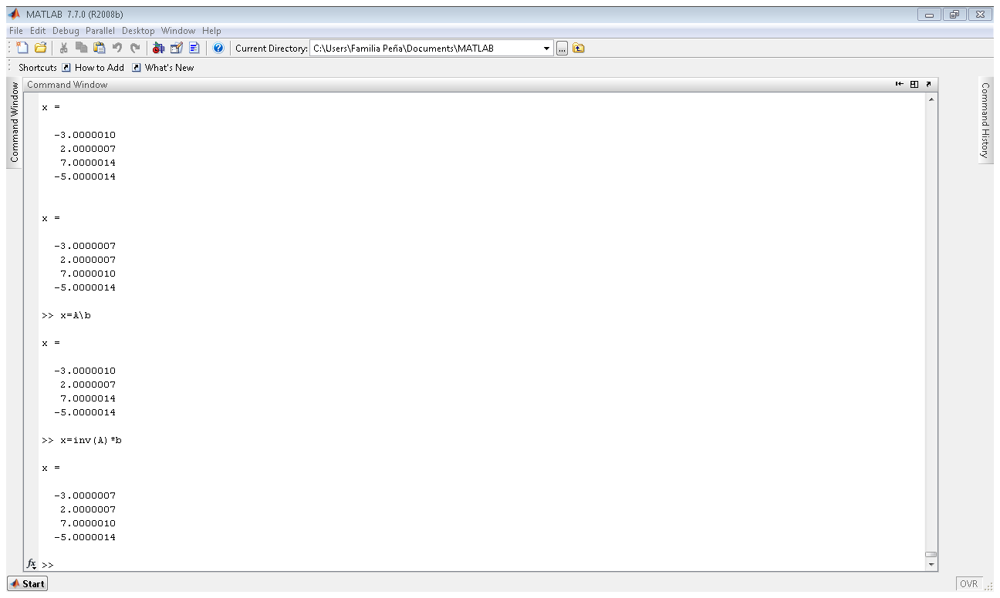 MATLAB 7.7.0 (R2008b)
File Edit Debug Parallel Desktop Window Help
Current Directory: C:\Users\Familia Peña\Documents\MATLAB ...
Shortcuts How to Add What's New
Command Window
Command Window
Command History
x =
-3.0000010
2.0000007
7.0000014
-5.0000014
x =
-3.0000007
2.0000007
7.0000010
-5.0000014
>> x=A\b
x =
-3.0000010
2.0000007
7.0000014
-5.0000014
>> x=inv(A)*b
x =
-3.0000007
2.0000007
7.0000010
-5.0000014
fx >>
Start
OVR